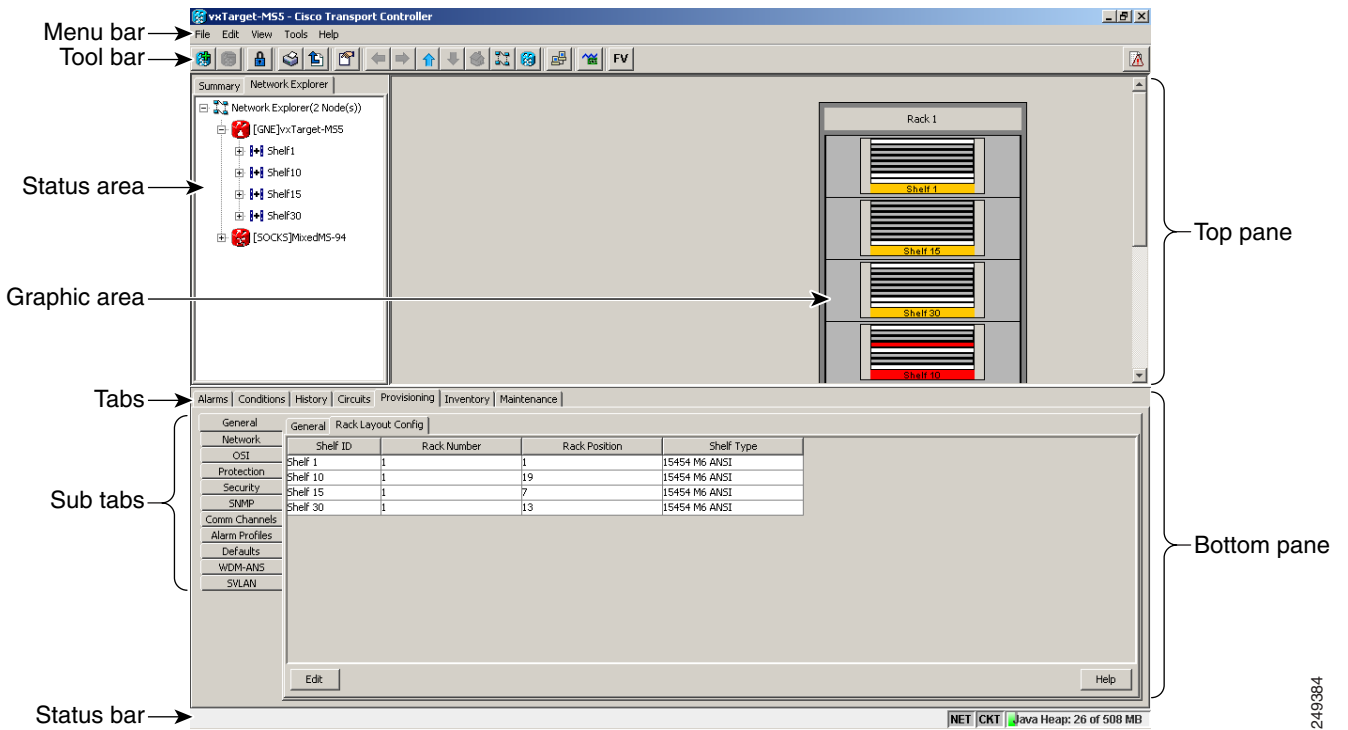 vxTarget-MS5 - Cisco Transport Controller
Menu bar
File Edit View Tools Help
Tool bar
FV
Summary Network Explorer
Network Explorer(2 Node(s))
[GNE]vxTarget-MS5
Shelf1
Shelf10
Shelf15
Shelf30
[SOCKS]MixedMS-94
Status area
Graphic area
Rack 1
Shelf 1
Shelf 15
Shelf 30
Shelf 10
Top pane
Tabs
Alarms Conditions History Circuits Provisioning Inventory Maintenance
Sub tabs
General
Network
OSI
Protection
Security
SNMP
Comm Channels
Alarm Profiles
Defaults
WDM-ANS
SVLAN
General Rack Layout Config
Shelf ID Rack Number Rack Position Shelf Type
Shelf 1 1 1 15454 M6 ANSI
Shelf 10 1 19 15454 M6 ANSI
Shelf 15 1 7 15454 M6 ANSI
Shelf 30 1 13 15454 M6 ANSI
Bottom pane
Edit
Help
Status bar
NET CKT Java Heap: 26 of 508 MB
249384